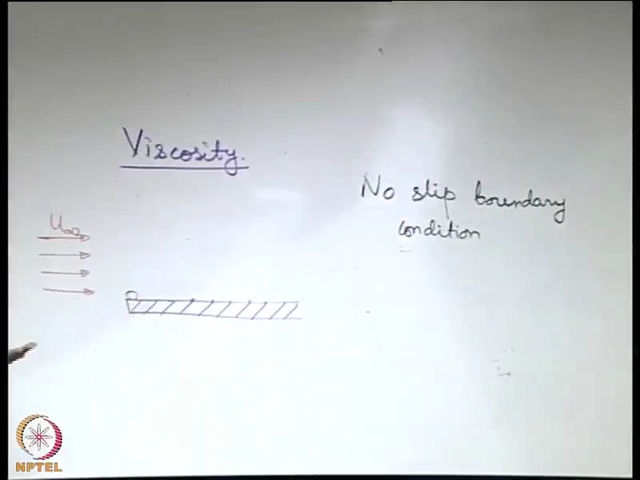 Viscosity.
No slip boundary
condition
U∞
NPTEL